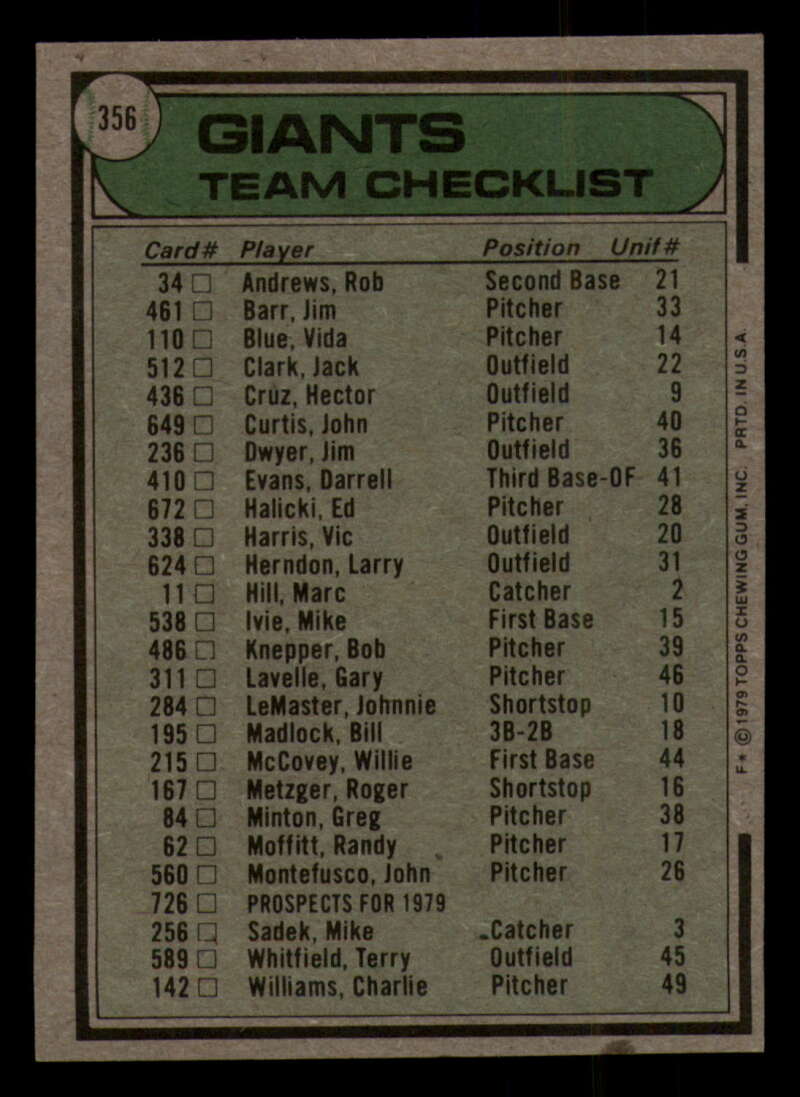 356
GIANTS
TEAM CHECKLIST
Card# Player Position Unif#
34 □ Andrews, Rob Second Base 21
461 □ Barr, Jim Pitcher 33
110 □ Blue, Vida Pitcher 14
512 □ Clark, Jack Outfield 22
436 □ Cruz, Hector Outfield 9
649 □ Curtis, John Pitcher 40
236 □ Dwyer, Jim Outfield 36
410 □ Evans, Darrell Third Base-OF 41
672 □ Halicki, Ed Pitcher 28
338 □ Harris, Vic Outfield 20
624 □ Herndon, Larry Outfield 31
11 □ Hill, Marc Catcher 2
538 □ Ivie, Mike First Base 15
486 □ Knepper, Bob Pitcher 39
311 □ Lavelle, Gary Pitcher 46
284 □ LeMaster, Johnnie Shortstop 10
195 □ Madlock, Bill 3B-2B 18
215 □ McCovey, Willie First Base 44
167 □ Metzger, Roger Shortstop 16
84 □ Minton, Greg Pitcher 38
62 □ Moffitt, Randy Pitcher 17
560 □ Montefusco, John Pitcher 26
726 □ PROSPECTS FOR 1979
256 □ Sadek, Mike Catcher 3
589 □ Whitfield, Terry Outfield 45
142 □ Williams, Charlie Pitcher 49
F* © 1979 TOPPS CHEWING GUM, INC. PRTD. IN U.S.A.